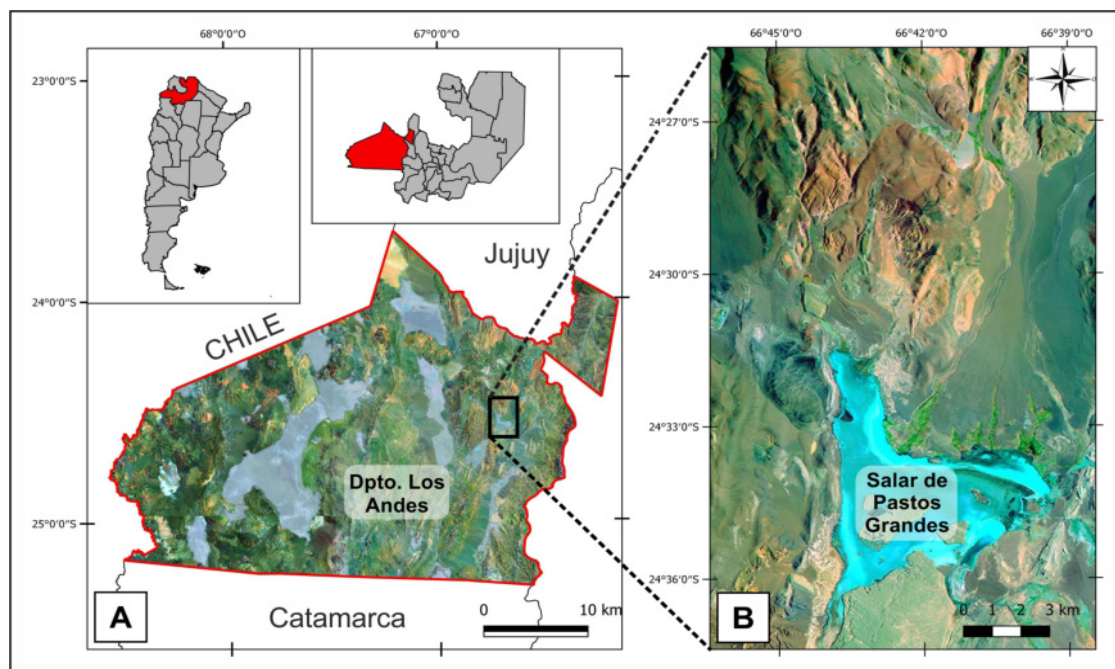 68°0'0"O
67°0'0"O
23°0'0"S
24°0'0"S
25°0'0"S
Jujuy
CHILE
Dpto. Los
Andes
Catamarca
A
0 10 km
66°45'0"O
66°42'0"O
66°39'0"O
24°27'0"S
24°30'0"S
24°33'0"S
24°36'0"S
Salar de
Pastos
Grandes
B
0 1 2 3 km